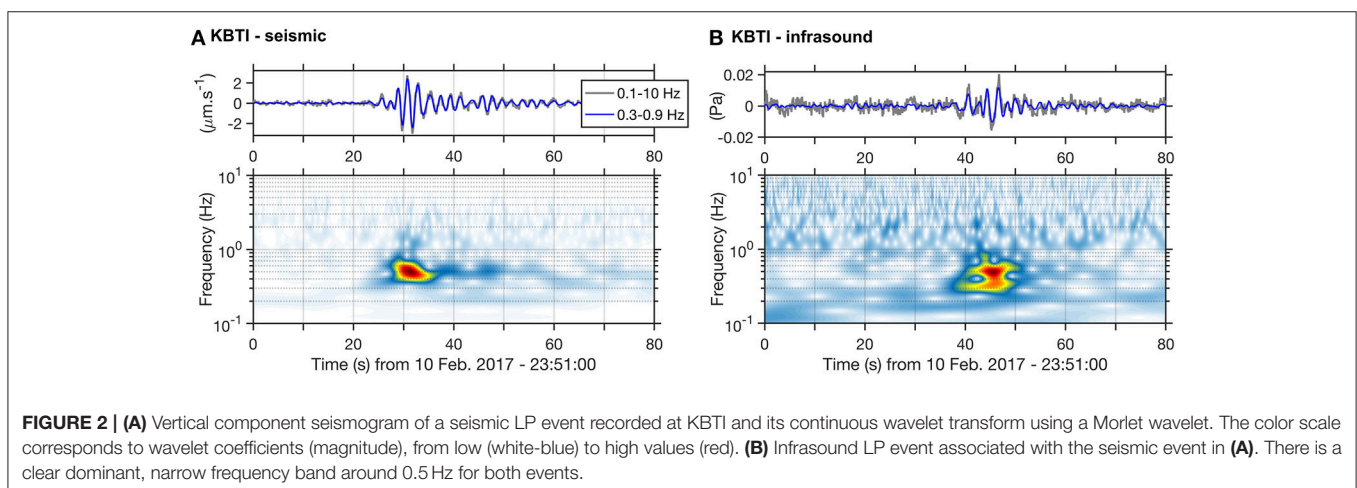 A KBTI - seismic
2
0
-2
(μm.s⁻¹)
0.1-10 Hz
0.3-0.9 Hz
0 20 40 60 80
10¹
10⁰
10⁻¹
Frequency (Hz)
0 20 40 60 80
Time (s) from 10 Feb. 2017 - 23:51:00
B KBTI - infrasound
0.02
0
-0.02
(Pa)
0 20 40 60 80
10¹
10⁰
10⁻¹
Frequency (Hz)
0 20 40 60 80
Time (s) from 10 Feb. 2017 - 23:51:00
FIGURE 2 | (A) Vertical component seismogram of a seismic LP event recorded at KBTI and its continuous wavelet transform using a Morlet wavelet. The color scale
corresponds to wavelet coefficients (magnitude), from low (white-blue) to high values (red). (B) Infrasound LP event associated with the seismic event in (A). There is a
clear dominant, narrow frequency band around 0.5 Hz for both events.